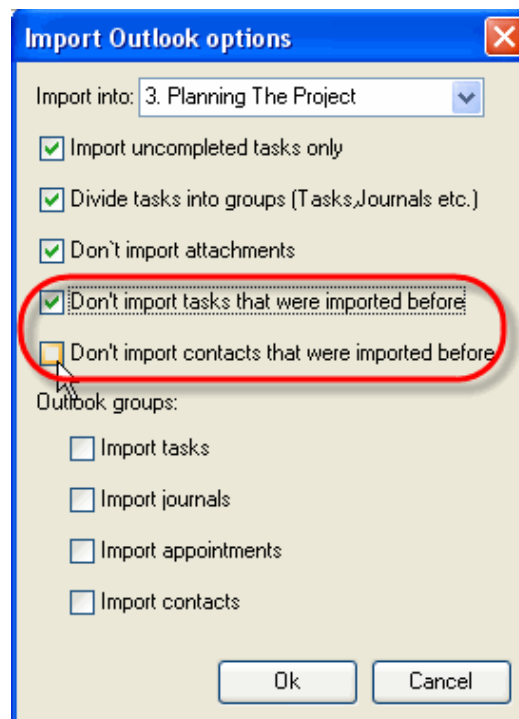 Import Outlook options
Import into: 3. Planning The Project
Import uncompleted tasks only
Divide tasks into groups (Tasks,Journals etc.)
Don`t import attachments
Don't import tasks that were imported before
Don't import contacts that were imported before
Outlook groups:
Import tasks
Import journals
Import appointments
Import contacts
Ok Cancel